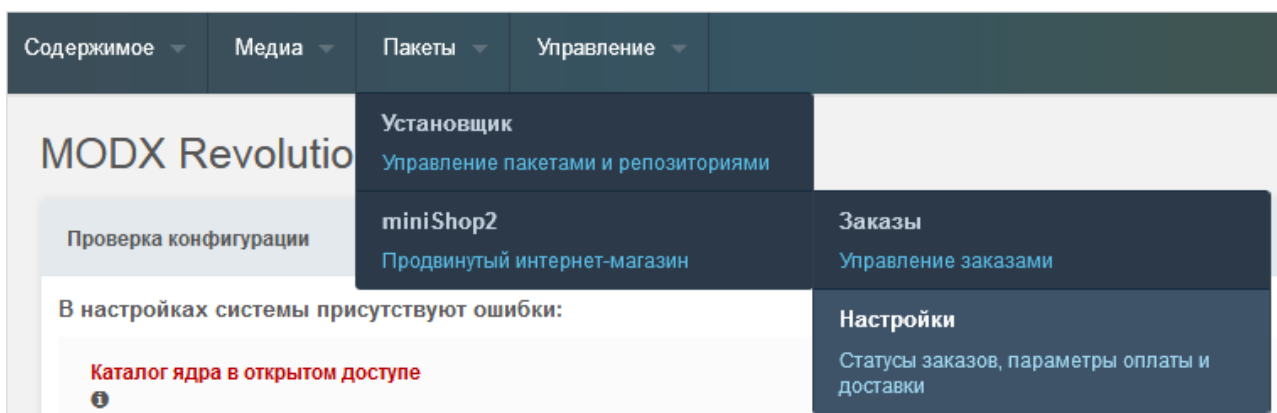 Содержимое
Медиа
Пакеты
Управление
MODX Revolutio
Установщик
Управление пакетами и репозиториями
miniShop2
Продвинутый интернет-магазин
Заказы
Управление заказами
Настройки
Статусы заказов, параметры оплаты и
доставки
Проверка конфигурации
В настройках системы присутствуют ошибки:
Каталог ядра в открытом доступе